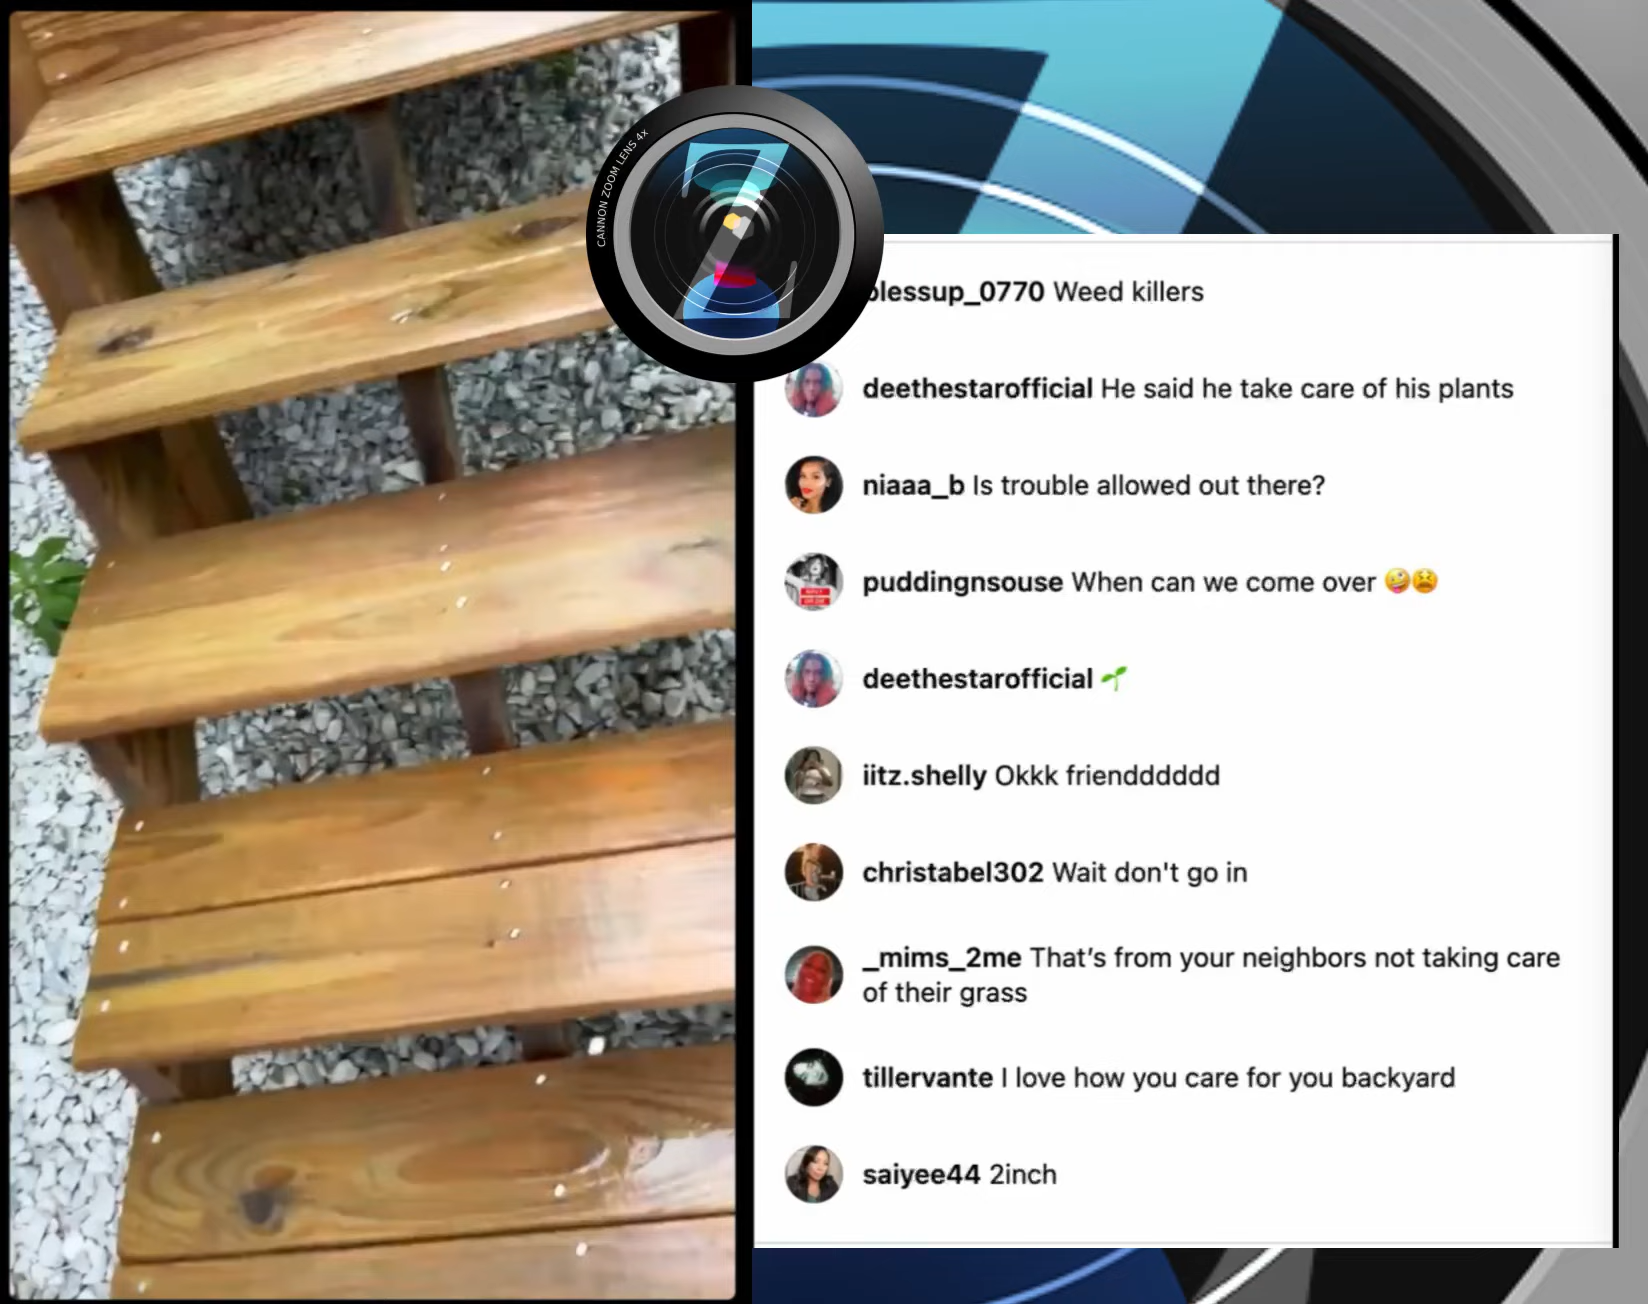 CANNON ZOOM LENS 4x
blessup_0770 Weed killers
deethestarofficial He said he take care of his plants
niaaa_b Is trouble allowed out there?
puddingnsouse When can we come over 🤪😫
deethestarofficial 🌱
iitz.shelly Okkk friendddddd
christabel302 Wait don't go in
_mims_2me That's from your neighbors not taking care
of their grass
tillervante I love how you care for you backyard
saiyee44 2inch